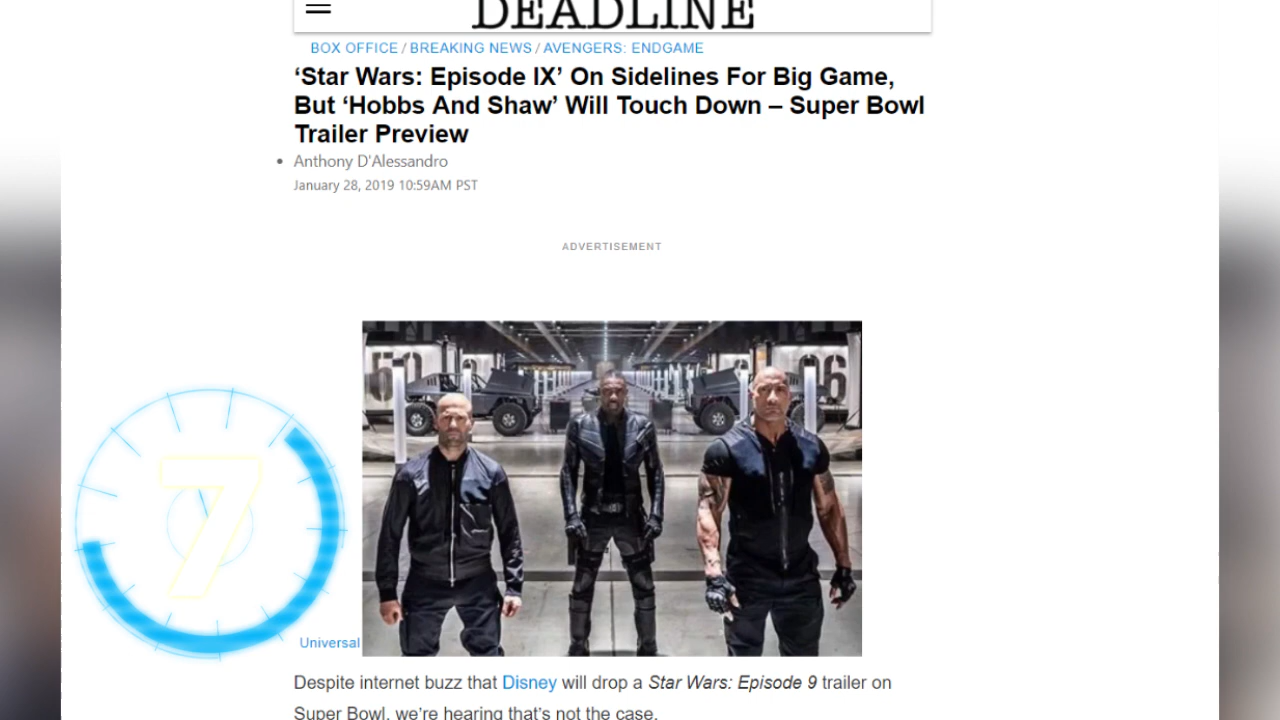 DEADLINE
BOX OFFICE / BREAKING NEWS / AVENGERS: ENDGAME
‘Star Wars: Episode IX’ On Sidelines For Big Game,
But ‘Hobbs And Shaw’ Will Touch Down – Super Bowl
Trailer Preview
• Anthony D'Alessandro
January 28, 2019 10:59AM PST
ADVERTISEMENT
50
96
7
Universal
Despite internet buzz that Disney will drop a Star Wars: Episode 9 trailer on
Super Bowl, we’re hearing that’s not the case.